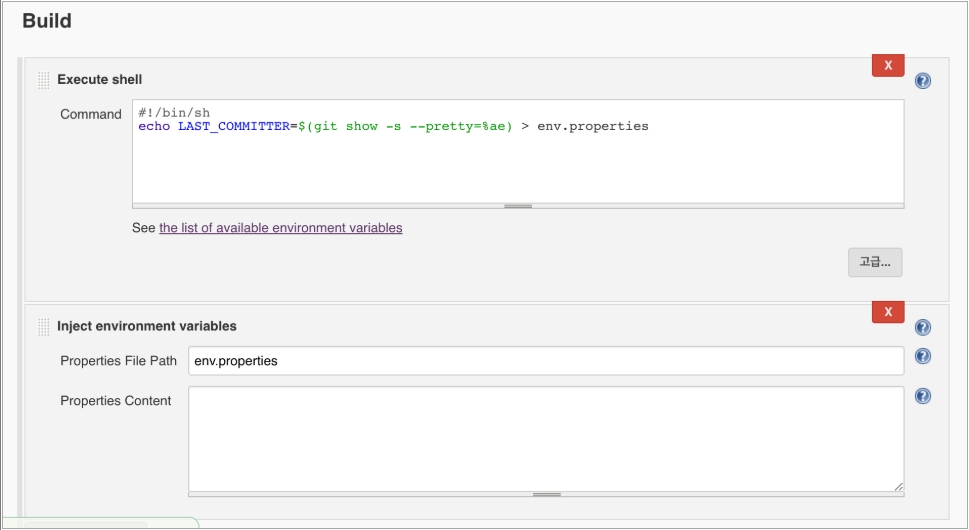 Build
X
Execute shell
Command
#!/bin/sh
echo LAST_COMMITTER=$(git show -s --pretty=%ae) > env.properties
See the list of available environment variables
고급...
X
Inject environment variables
Properties File Path env.properties
Properties Content